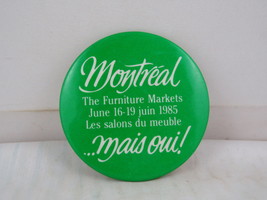 Montréal
The Furniture Markets
June 16-19 juin 1985
Les salons du meuble
...mais oui!